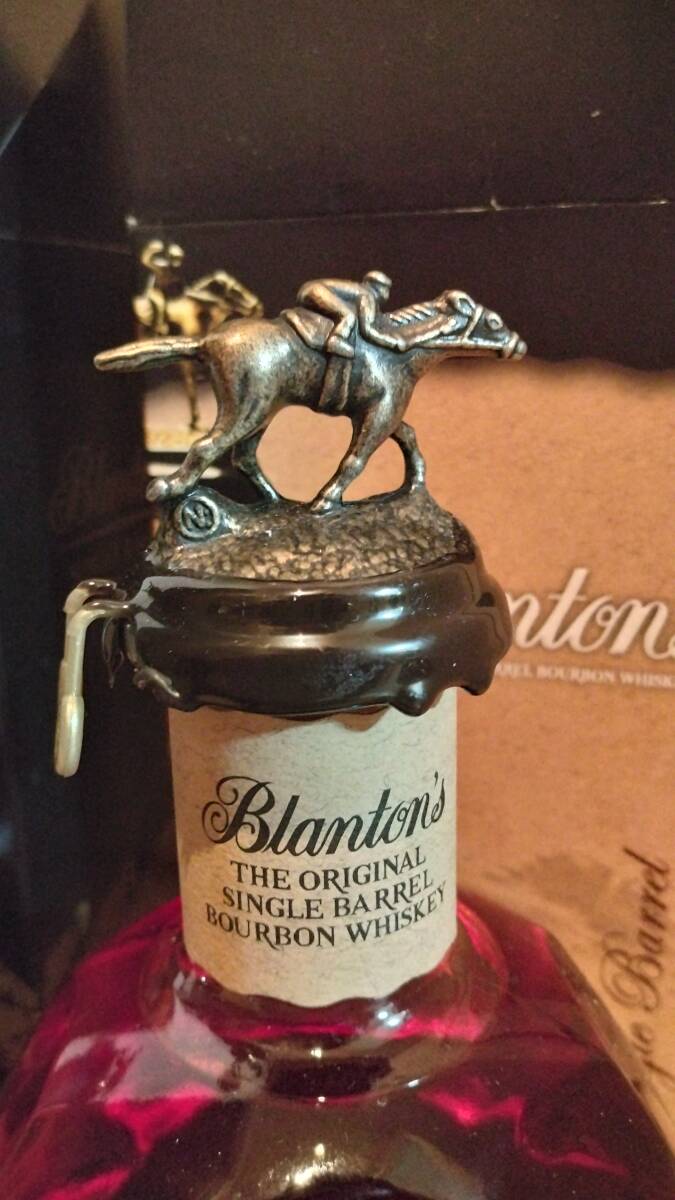 N
Blanton's
THE ORIGINAL
SINGLE BARREL
BOURBON WHISKEY
nton's
BOURBON WHISK
Barrel